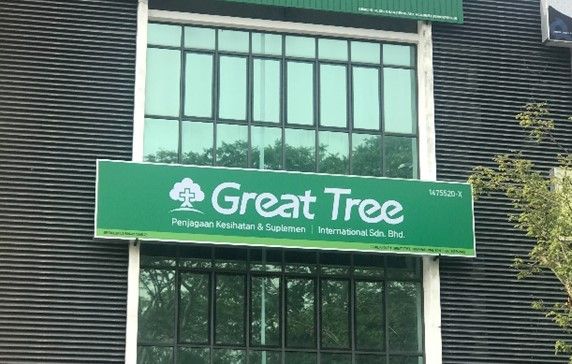 Great Tree
1475520-X
Penjagaan Kesihatan & Suplemen | International Sdn. Bhd.